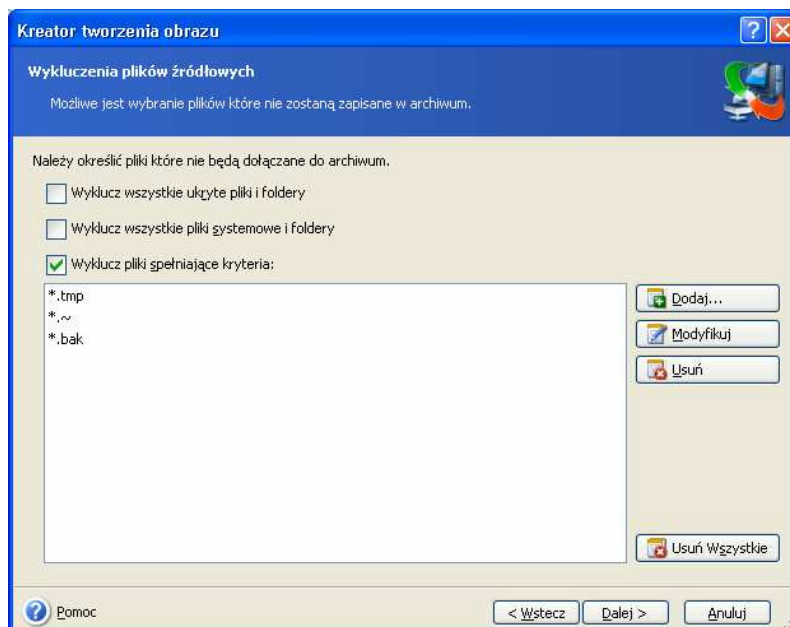 Kreator tworzenia obrazu
Wykluczenia plików źródłowych
Możliwe jest wybranie plików które nie zostaną zapisane w archiwum.
Należy określić pliki które nie będą dołączane do archiwum.
Wyklucz wszystkie ukryte pliki i foldery
Wyklucz wszystkie pliki systemowe i foldery
Wyklucz pliki spełniające kryteria:
*.tmp
*.~
*.bak
Dodaj...
Modyfikuj
Usuń
Usuń Wszystkie
Pomoc
< Wstecz
Dalej >
Anuluj